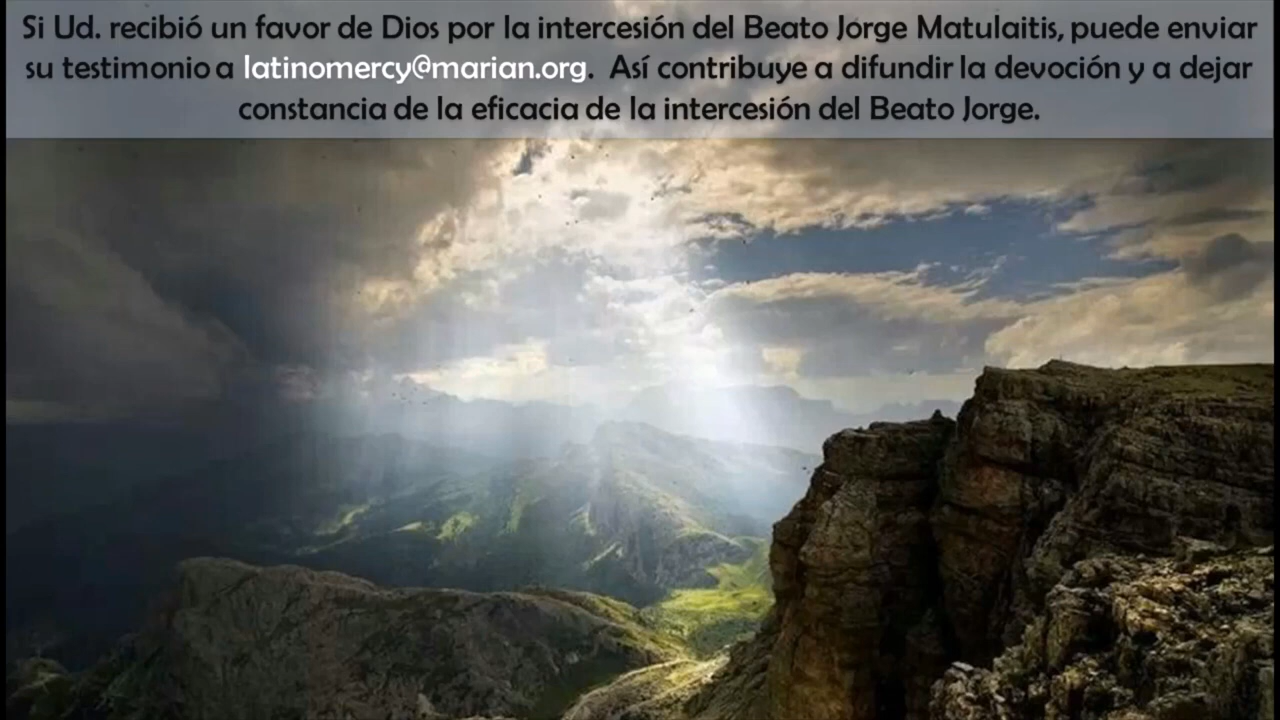 Si Ud. recibió un favor de Dios por la intercesión del Beato Jorge Matulaitis, puede enviar
su testimonio a latinomercy@marian.org. Así contribuye a difundir la devoción y a dejar
constancia de la eficacia de la intercesión del Beato Jorge.